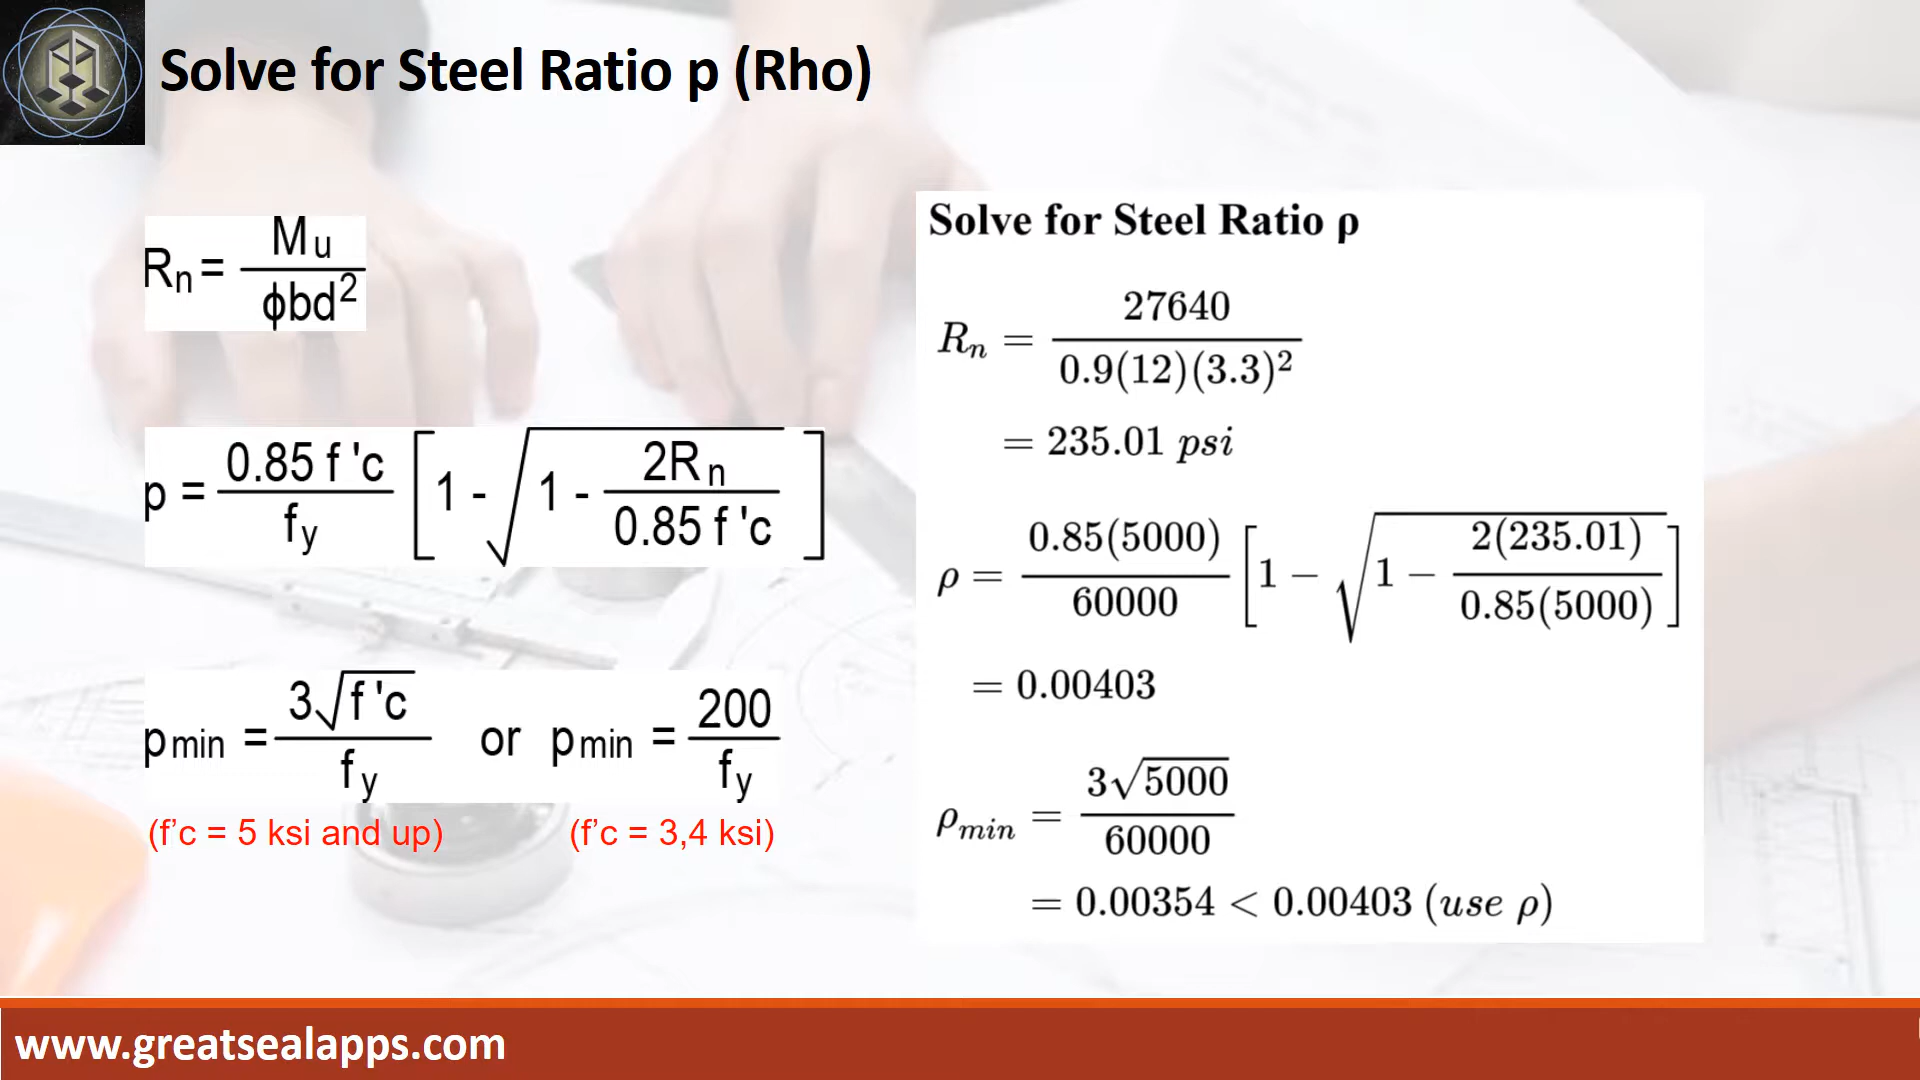 Solve for Steel Ratio p (Rho)
Rn = Mu / ϕbd²
p = 0.85 f 'c / fy [1 - √(1 - 2Rn / 0.85 f 'c)]
pmin = 3√f 'c / fy or pmin = 200 / fy
(f’c = 5 ksi and up) (f’c = 3,4 ksi)
Solve for Steel Ratio ρ
Rn = 27640 / 0.9(12)(3.3)²
= 235.01 psi
ρ = 0.85(5000) / 60000 [1 − √(1 − 2(235.01) / 0.85(5000))]
= 0.00403
ρmin = 3√5000 / 60000
= 0.00354 < 0.00403 (use ρ)
www.greatsealapps.com